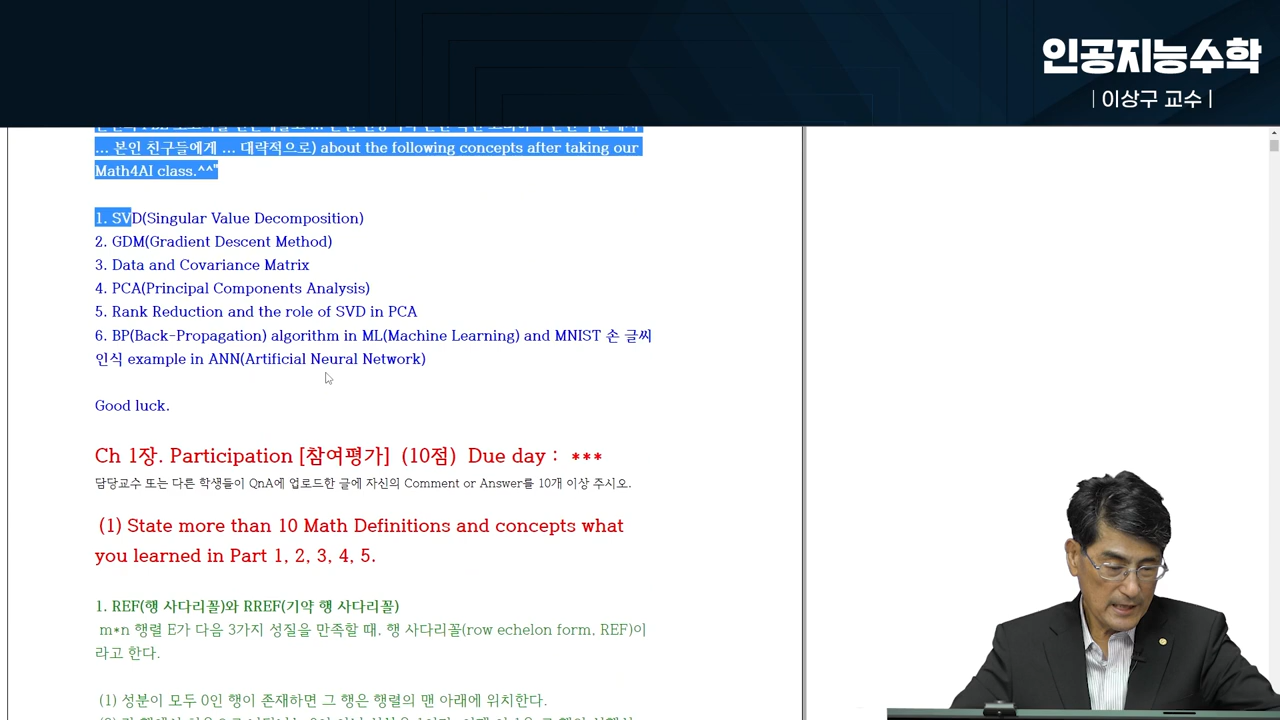 인공지능수학
| 이상구 교수 |
... 본인 친구들에게 ... 대략적으로) about the following concepts after taking our
Math4AI class.^^"
1. SVD(Singular Value Decomposition)
2. GDM(Gradient Descent Method)
3. Data and Covariance Matrix
4. PCA(Principal Components Analysis)
5. Rank Reduction and the role of SVD in PCA
6. BP(Back-Propagation) algorithm in ML(Machine Learning) and MNIST 손 글씨
인식 example in ANN(Artificial Neural Network)
Good luck.
Ch 1장. Participation [참여평가] (10점) Due day : ***
담당교수 또는 다른 학생들이 QnA에 업로드한 글에 자신의 Comment or Answer를 10개 이상 주시오.
(1) State more than 10 Math Definitions and concepts what
you learned in Part 1, 2, 3, 4, 5.
1. REF(행 사다리꼴)와 RREF(기약 행 사다리꼴)
m*n 행렬 E가 다음 3가지 성질을 만족할 때, 행 사다리꼴(row echelon form, REF)이
라고 한다.
(1) 성분이 모두 0인 행이 존재하면 그 행은 행렬의 맨 아래에 위치한다.